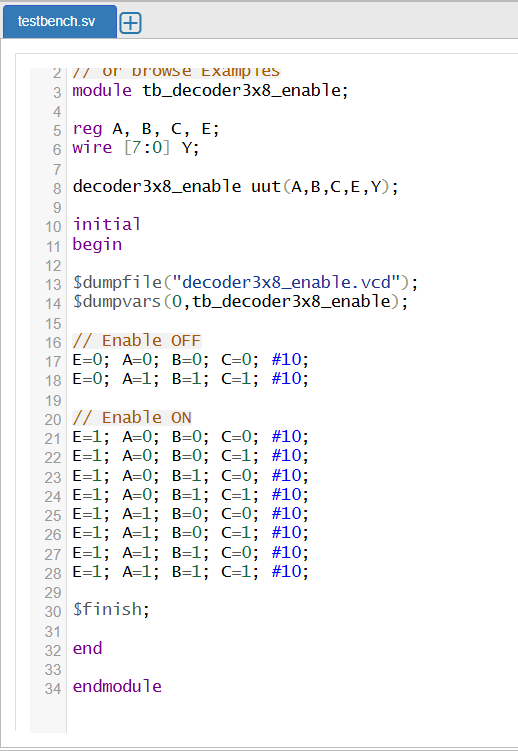 testbench.sv
2 // or browse Examples
3 module tb_decoder3x8_enable;
4
5 reg A, B, C, E;
6 wire [7:0] Y;
7
8 decoder3x8_enable uut(A,B,C,E,Y);
9
10 initial
11 begin
12
13 $dumpfile("decoder3x8_enable.vcd");
14 $dumpvars(0,tb_decoder3x8_enable);
15
16 // Enable OFF
17 E=0; A=0; B=0; C=0; #10;
18 E=0; A=1; B=1; C=1; #10;
19
20 // Enable ON
21 E=1; A=0; B=0; C=0; #10;
22 E=1; A=0; B=0; C=1; #10;
23 E=1; A=0; B=1; C=0; #10;
24 E=1; A=0; B=1; C=1; #10;
25 E=1; A=1; B=0; C=0; #10;
26 E=1; A=1; B=0; C=1; #10;
27 E=1; A=1; B=1; C=0; #10;
28 E=1; A=1; B=1; C=1; #10;
29
30 $finish;
31
32 end
33
34 endmodule